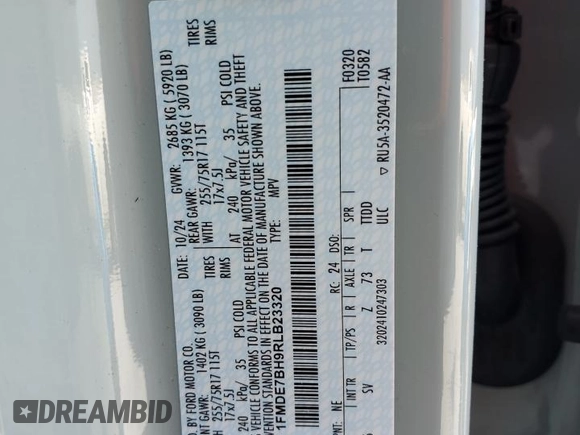 D. BY FORD MOTOR CO.
DATE: 10/24
GVWR: 2685 KG ( 5920 LB)
FRONT GAWR: 1402 KG ( 3090 LB)
REAR GAWR: 1393 KG ( 3070 LB)
255/75R17 115T TIRES
WITH 255/75R17 115T TIRES
17x7.5J RIMS
17x7.5J RIMS
240 kPa/ 35 PSI COLD
AT 240 kPa/ 35 PSI COLD
VEHICLE CONFORMS TO ALL APPLICABLE FEDERAL MOTOR VEHICLE SAFETY AND THEFT
PREVENTION STANDARDS IN EFFECT ON THE DATE OF MANUFACTURE SHOWN ABOVE.
1FMDE7BH9RLB23320
TYPE: MPV
F0320
T0582
NT: NE
RC: 24 DSO:
INT TR TP/PS R AXLE TR SPR
SV Z 73 T TTDD
ULC
3202410247303
▽ RU5A-3520472-AA
DREAMBID